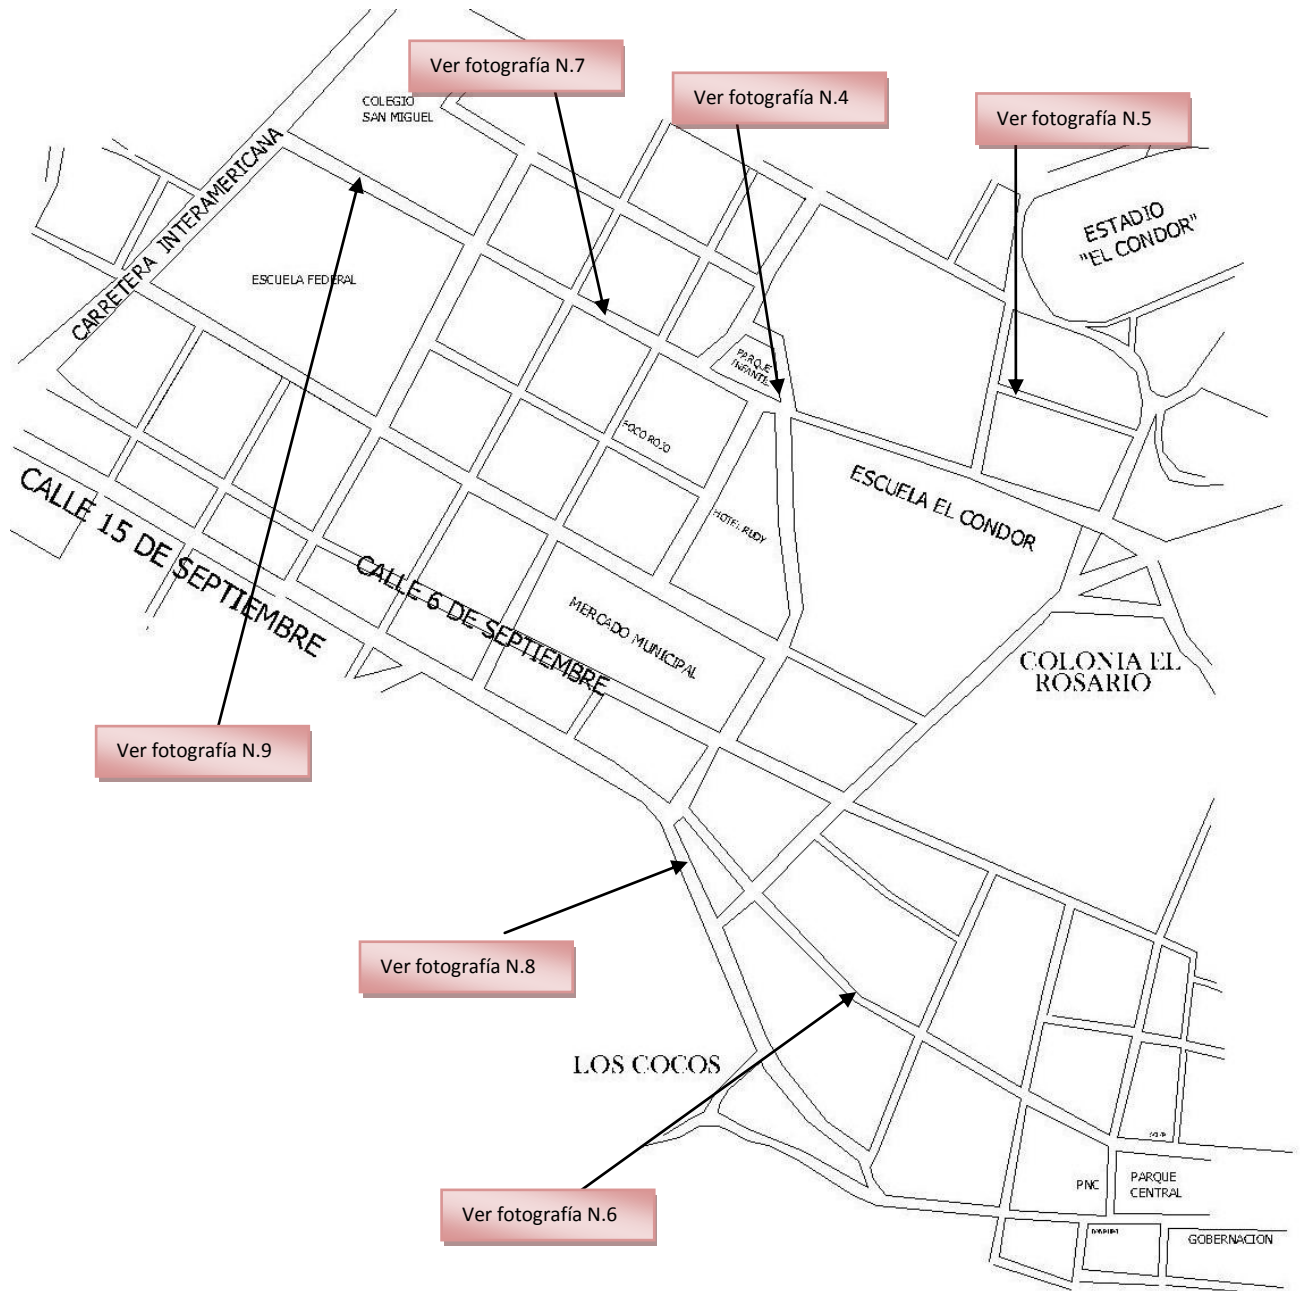 Ver fotografía N.7
Ver fotografía N.4
Ver fotografía N.5
COLEGIO
SAN MIGUEL
CARRETERA INTERAMERICANA
ESTADIO
"EL CONDOR"
ESCUELA FEDERAL
PARQUE
INFANTIL
FOCO ROJO
ESCUELA EL CONDOR
HOTEL RUDY
CALLE 15 DE SEPTIEMBRE
CALLE 6 DE SEPTIEMBRE
MERCADO MUNICIPAL
COLONIA EL
ROSARIO
Ver fotografía N.9
Ver fotografía N.8
LOS COCOS
Ver fotografía N.6
PNC
PARQUE
CENTRAL
GOBERNACION